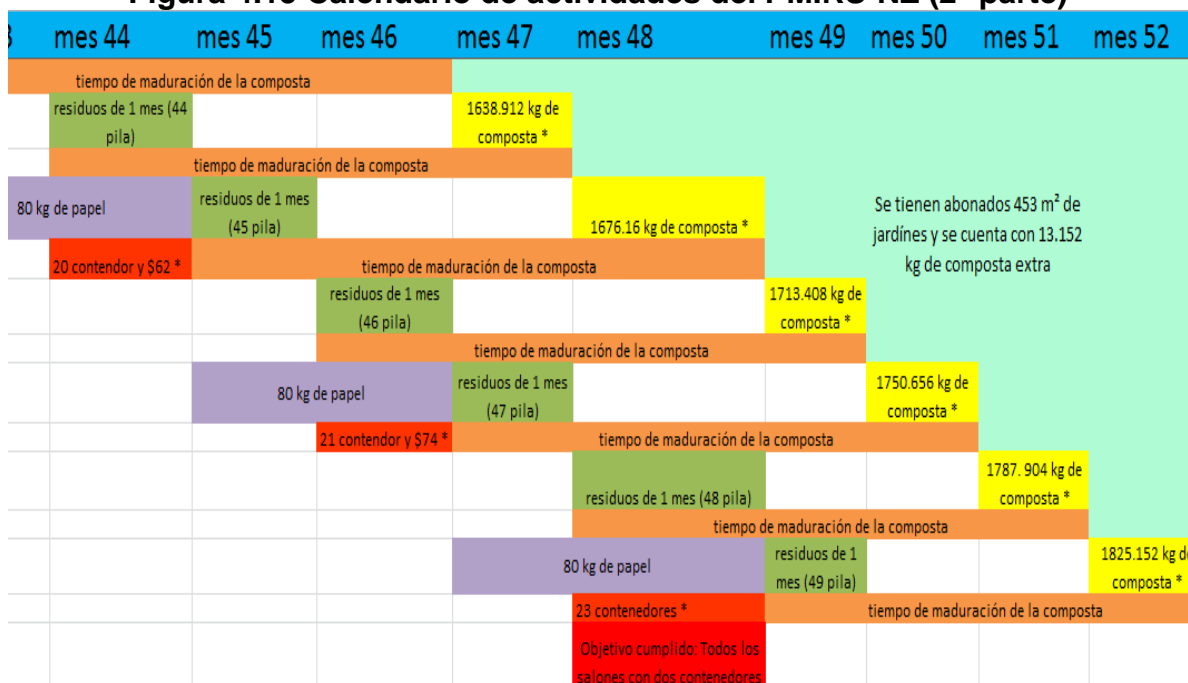 mes 44 mes 45 mes 46 mes 47 mes 48 mes 49 mes 50 mes 51 mes 52
tiempo de maduración de la composta
residuos de 1 mes (44
pila)
1638.912 kg de
composta *
tiempo de maduración de la composta
80 kg de papel
residuos de 1 mes
(45 pila)
1676.16 kg de composta *
Se tienen abonados 453 m² de
jardínes y se cuenta con 13.152
kg de composta extra
20 contendor y $62 *
tiempo de maduración de la composta
residuos de 1 mes
(46 pila)
1713.408 kg de
composta *
tiempo de maduración de la composta
80 kg de papel
residuos de 1 mes
(47 pila)
1750.656 kg de
composta *
21 contendor y $74 *
tiempo de maduración de la composta
residuos de 1 mes (48 pila)
1787. 904 kg de
composta *
tiempo de maduración de la composta
80 kg de papel
residuos de 1
mes (49 pila)
1825.152 kg de
composta *
23 contenedores *
tiempo de maduración de la composta
Objetivo cumplido: Todos los
salones con dos contenedores